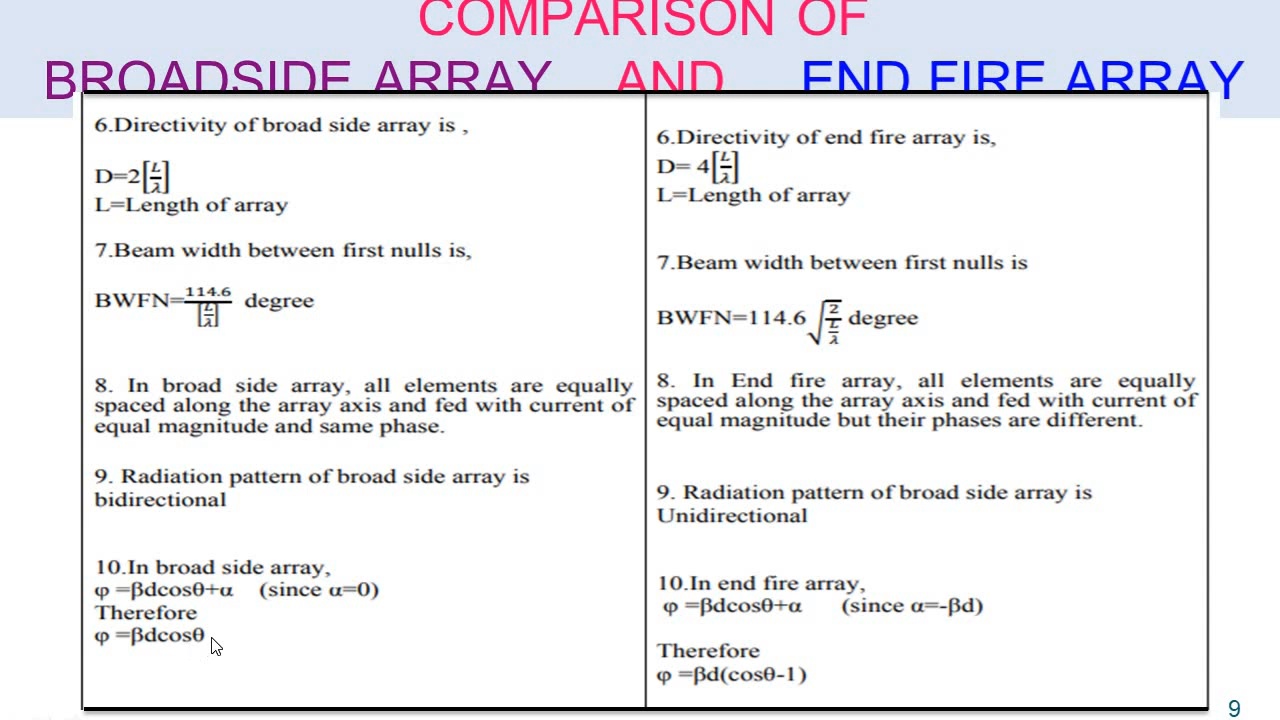 COMPARISON OF
BROADSIDE ARRAY AND END FIRE ARRAY
6.Directivity of broad side array is ,
D=2[L/λ]
L=Length of array
7.Beam width between first nulls is,
BWFN=114.6/[L/λ] degree
8. In broad side array, all elements are equally
spaced along the array axis and fed with current of
equal magnitude and same phase.
9. Radiation pattern of broad side array is
bidirectional
10.In broad side array,
φ =βdcosθ+α (since α=0)
Therefore
φ =βdcosθ
6.Directivity of end fire array is,
D= 4[L/λ]
L=Length of array
7.Beam width between first nulls is
BWFN=114.6 √(2/(L/λ)) degree
8. In End fire array, all elements are equally
spaced along the array axis and fed with current of
equal magnitude but their phases are different.
9. Radiation pattern of broad side array is
Unidirectional
10.In end fire array,
φ =βdcosθ+α (since α=-βd)
Therefore
φ =βd(cosθ-1)
9